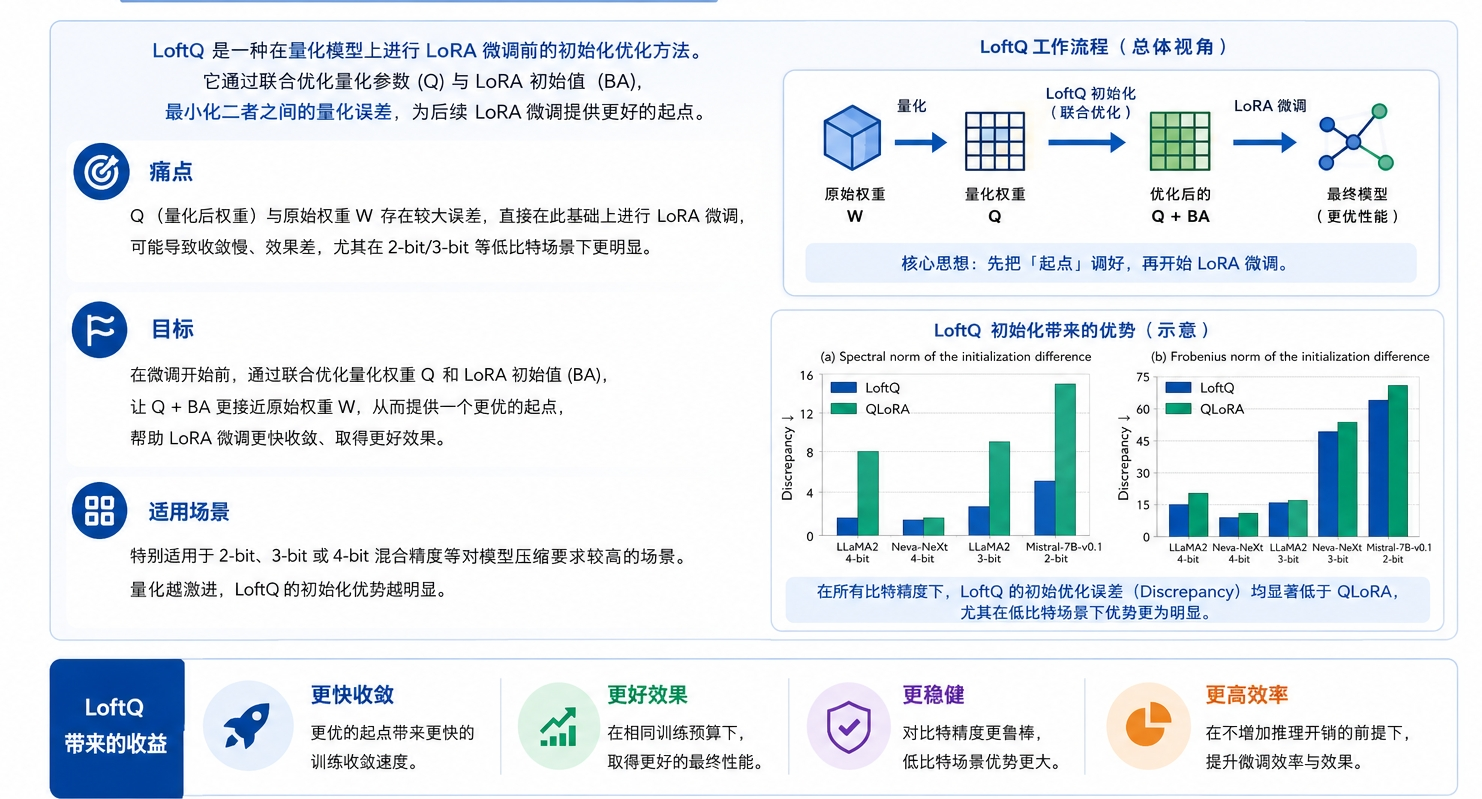 LoftQ 是一种在量化模型上进行 LoRA 微调前的初始化优化方法。
它通过联合优化量化参数 (Q) 与 LoRA 初始值 (BA),
最小化二者之间的量化误差，为后续 LoRA 微调提供更好的起点。
痛点
Q（量化后权重）与原始权重 W 存在较大误差，直接在此基础上进行 LoRA 微调，
可能导致收敛慢、效果差，尤其在 2-bit/3-bit 等低比特场景下更明显。
目标
在微调开始前，通过联合优化量化权重 Q 和 LoRA 初始值 (BA),
让 Q + BA 更接近原始权重 W，从而提供一个更优的起点，
帮助 LoRA 微调更快收敛、取得更好效果。
适用场景
特别适用于 2-bit、3-bit 或 4-bit 混合精度等对模型压缩要求较高的场景。
量化越激进，LoftQ 的初始化优势越明显。
LoftQ 工作流程（总体视角）
量化
LoftQ 初始化
（联合优化）
LoRA 微调
原始权重
W
量化权重
Q
优化后的
Q + BA
最终模型
（更优性能）
核心思想：先把「起点」调好，再开始 LoRA 微调。
LoftQ 初始化带来的优势（示意）
(a) Spectral norm of the initialization difference
Discrepancy ↓
16
12
8
4
0
LoftQ
QLoRA
LLaMA2
4-bit
Neva-NeXt
4-bit
LLaMA2
3-bit
Mistral-7B-v0.1
2-bit
(b) Frobenius norm of the initialization difference
Discrepancy ↓
75
60
45
30
15
0
LoftQ
QLoRA
LLaMA2
4-bit
Neva-NeXt
4-bit
LLaMA2
3-bit
Neva-NeXt
3-bit
Mistral-7B-v0.1
2-bit
在所有比特精度下，LoftQ 的初始优化误差（Discrepancy）均显著低于 QLoRA，
尤其在低比特场景下优势更为明显。
LoftQ
带来的收益
更快收敛
更优的起点带来更快的
训练收敛速度。
更好效果
在相同训练预算下，
取得更好的最终性能。
更稳健
对比特精度更鲁棒，
低比特场景优势更大。
更高效率
在不增加推理开销的前提下，
提升微调效率与效果。